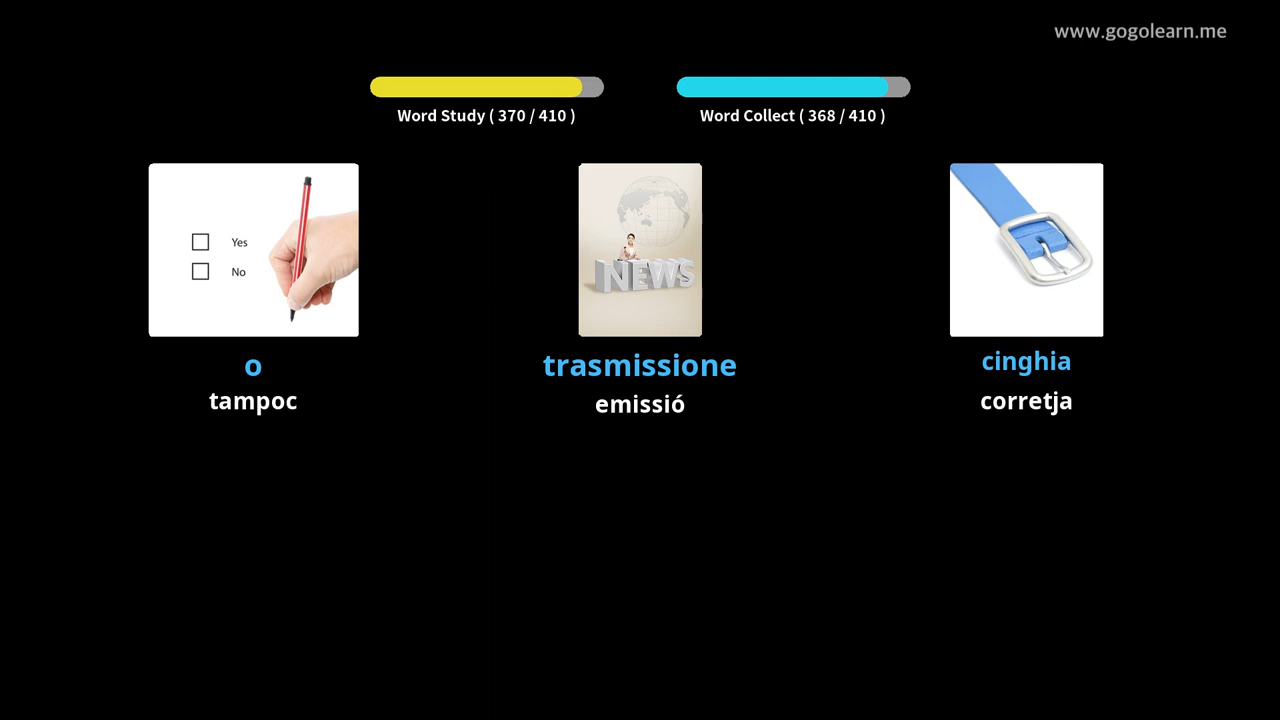 www.gogolearn.me
Word Study ( 370 / 410 )
Word Collect ( 368 / 410 )
Yes
No
NEWS
o
trasmissione
cinghia
tampoc
emissió
corretja